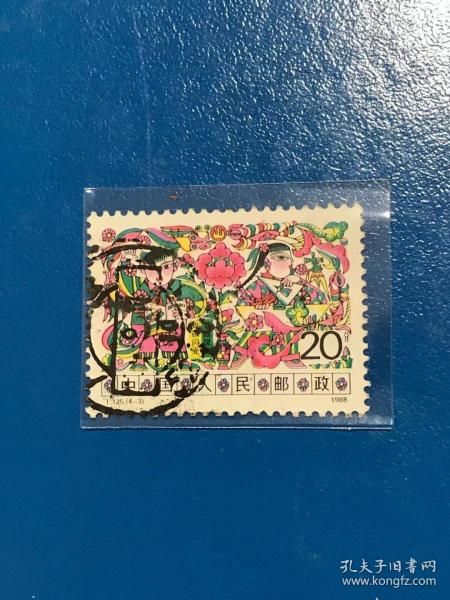 20分
中国人民邮政
T.125.(4-3)
1988
孔夫子旧书网
www.kongfz.com